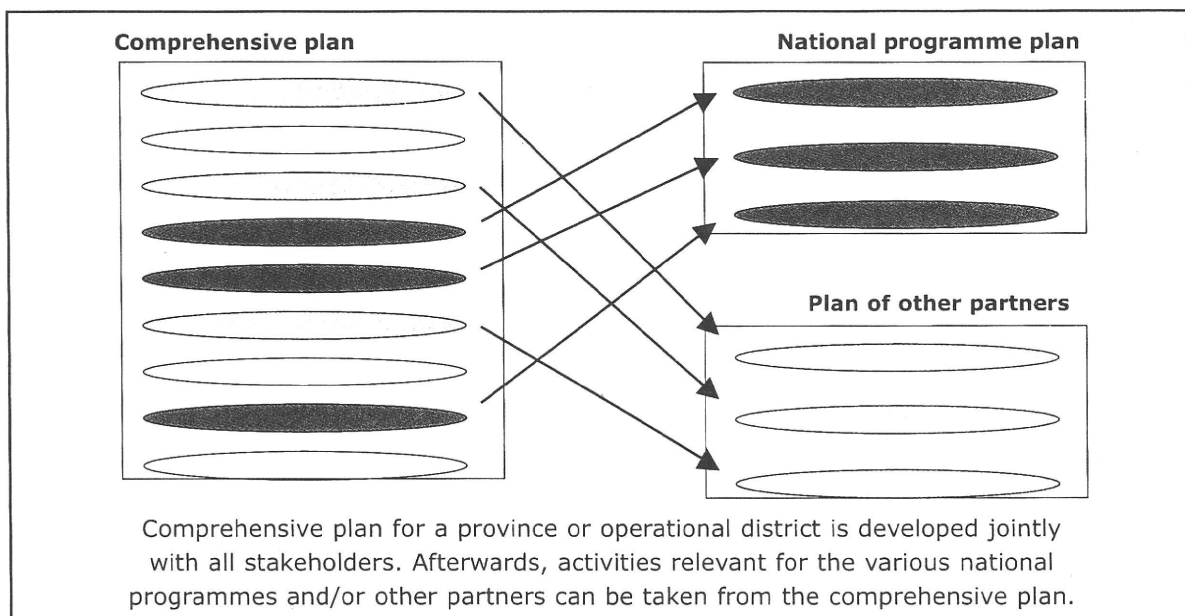 Comprehensive plan
National programme plan
Plan of other partners
Comprehensive plan for a province or operational district is developed jointly
with all stakeholders. Afterwards, activities relevant for the various national
programmes and/or other partners can be taken from the comprehensive plan.